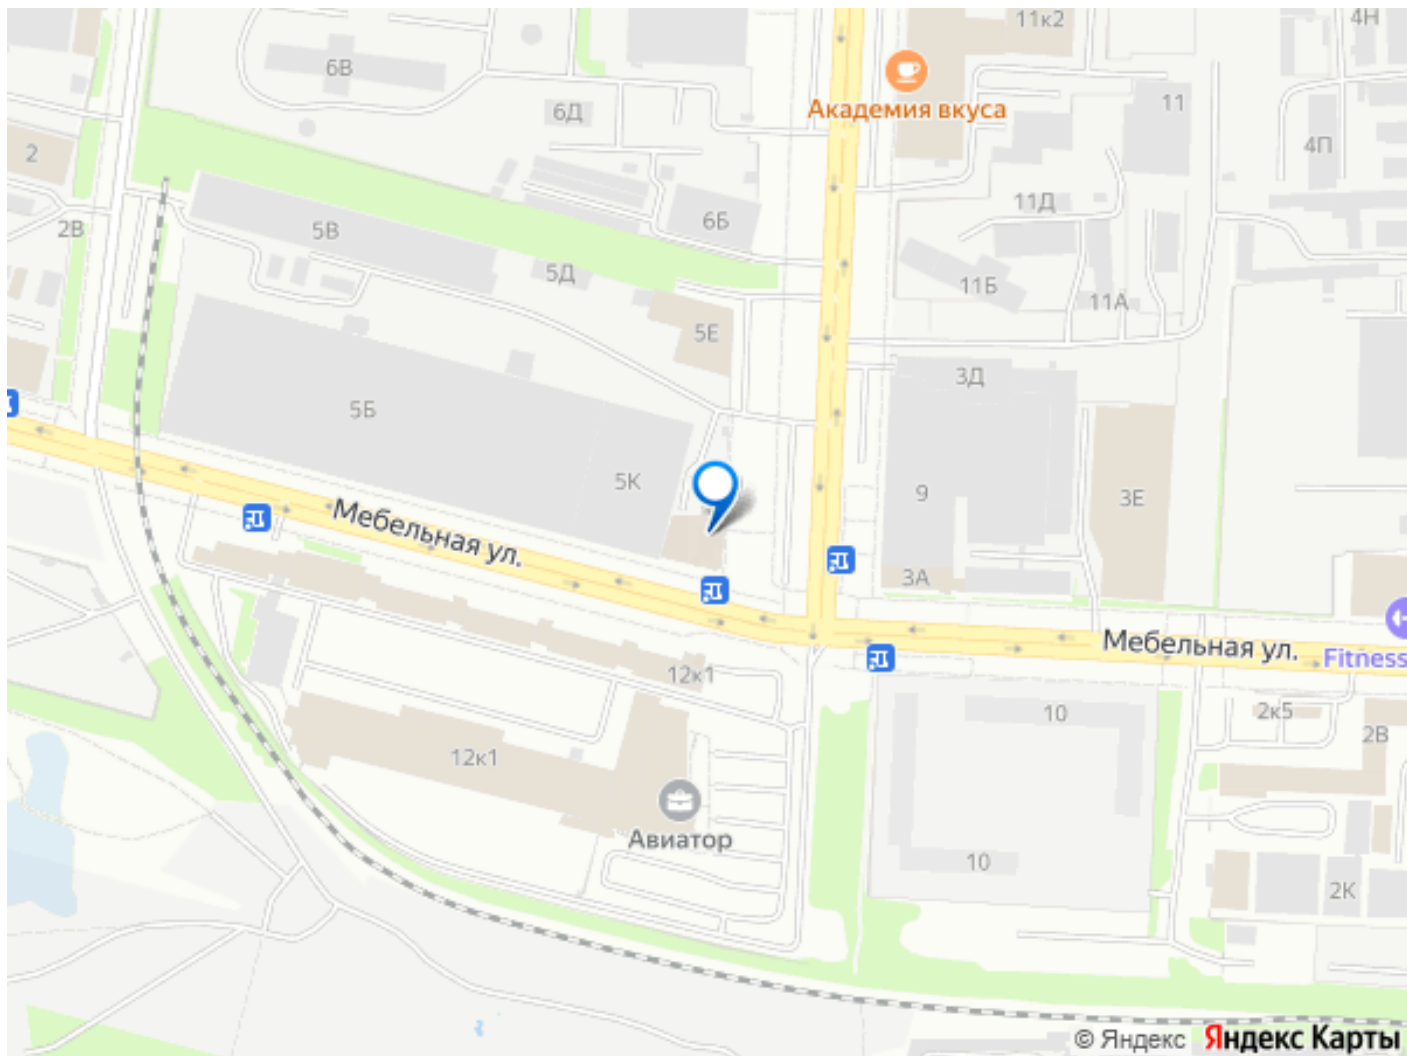 11к2
4Н
6В
Академия вкуса
6Д
11
4П
2
11Д
6Б
2В
5В
5Д
11Б
11А
5Е
3Д
5Б
5К
9
3Е
Мебельная ул.
3А
Мебельная ул.
Fitness
12к1
10
2к5
2В
12к1
Авиатор
10
2К
© Яндекс Яндекс Карты